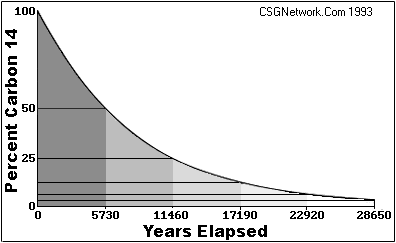 CSGNetwork.Com 1993
Percent Carbon 14
100
50
25
0
0 5730 11460 17190 22920 28650
Years Elapsed